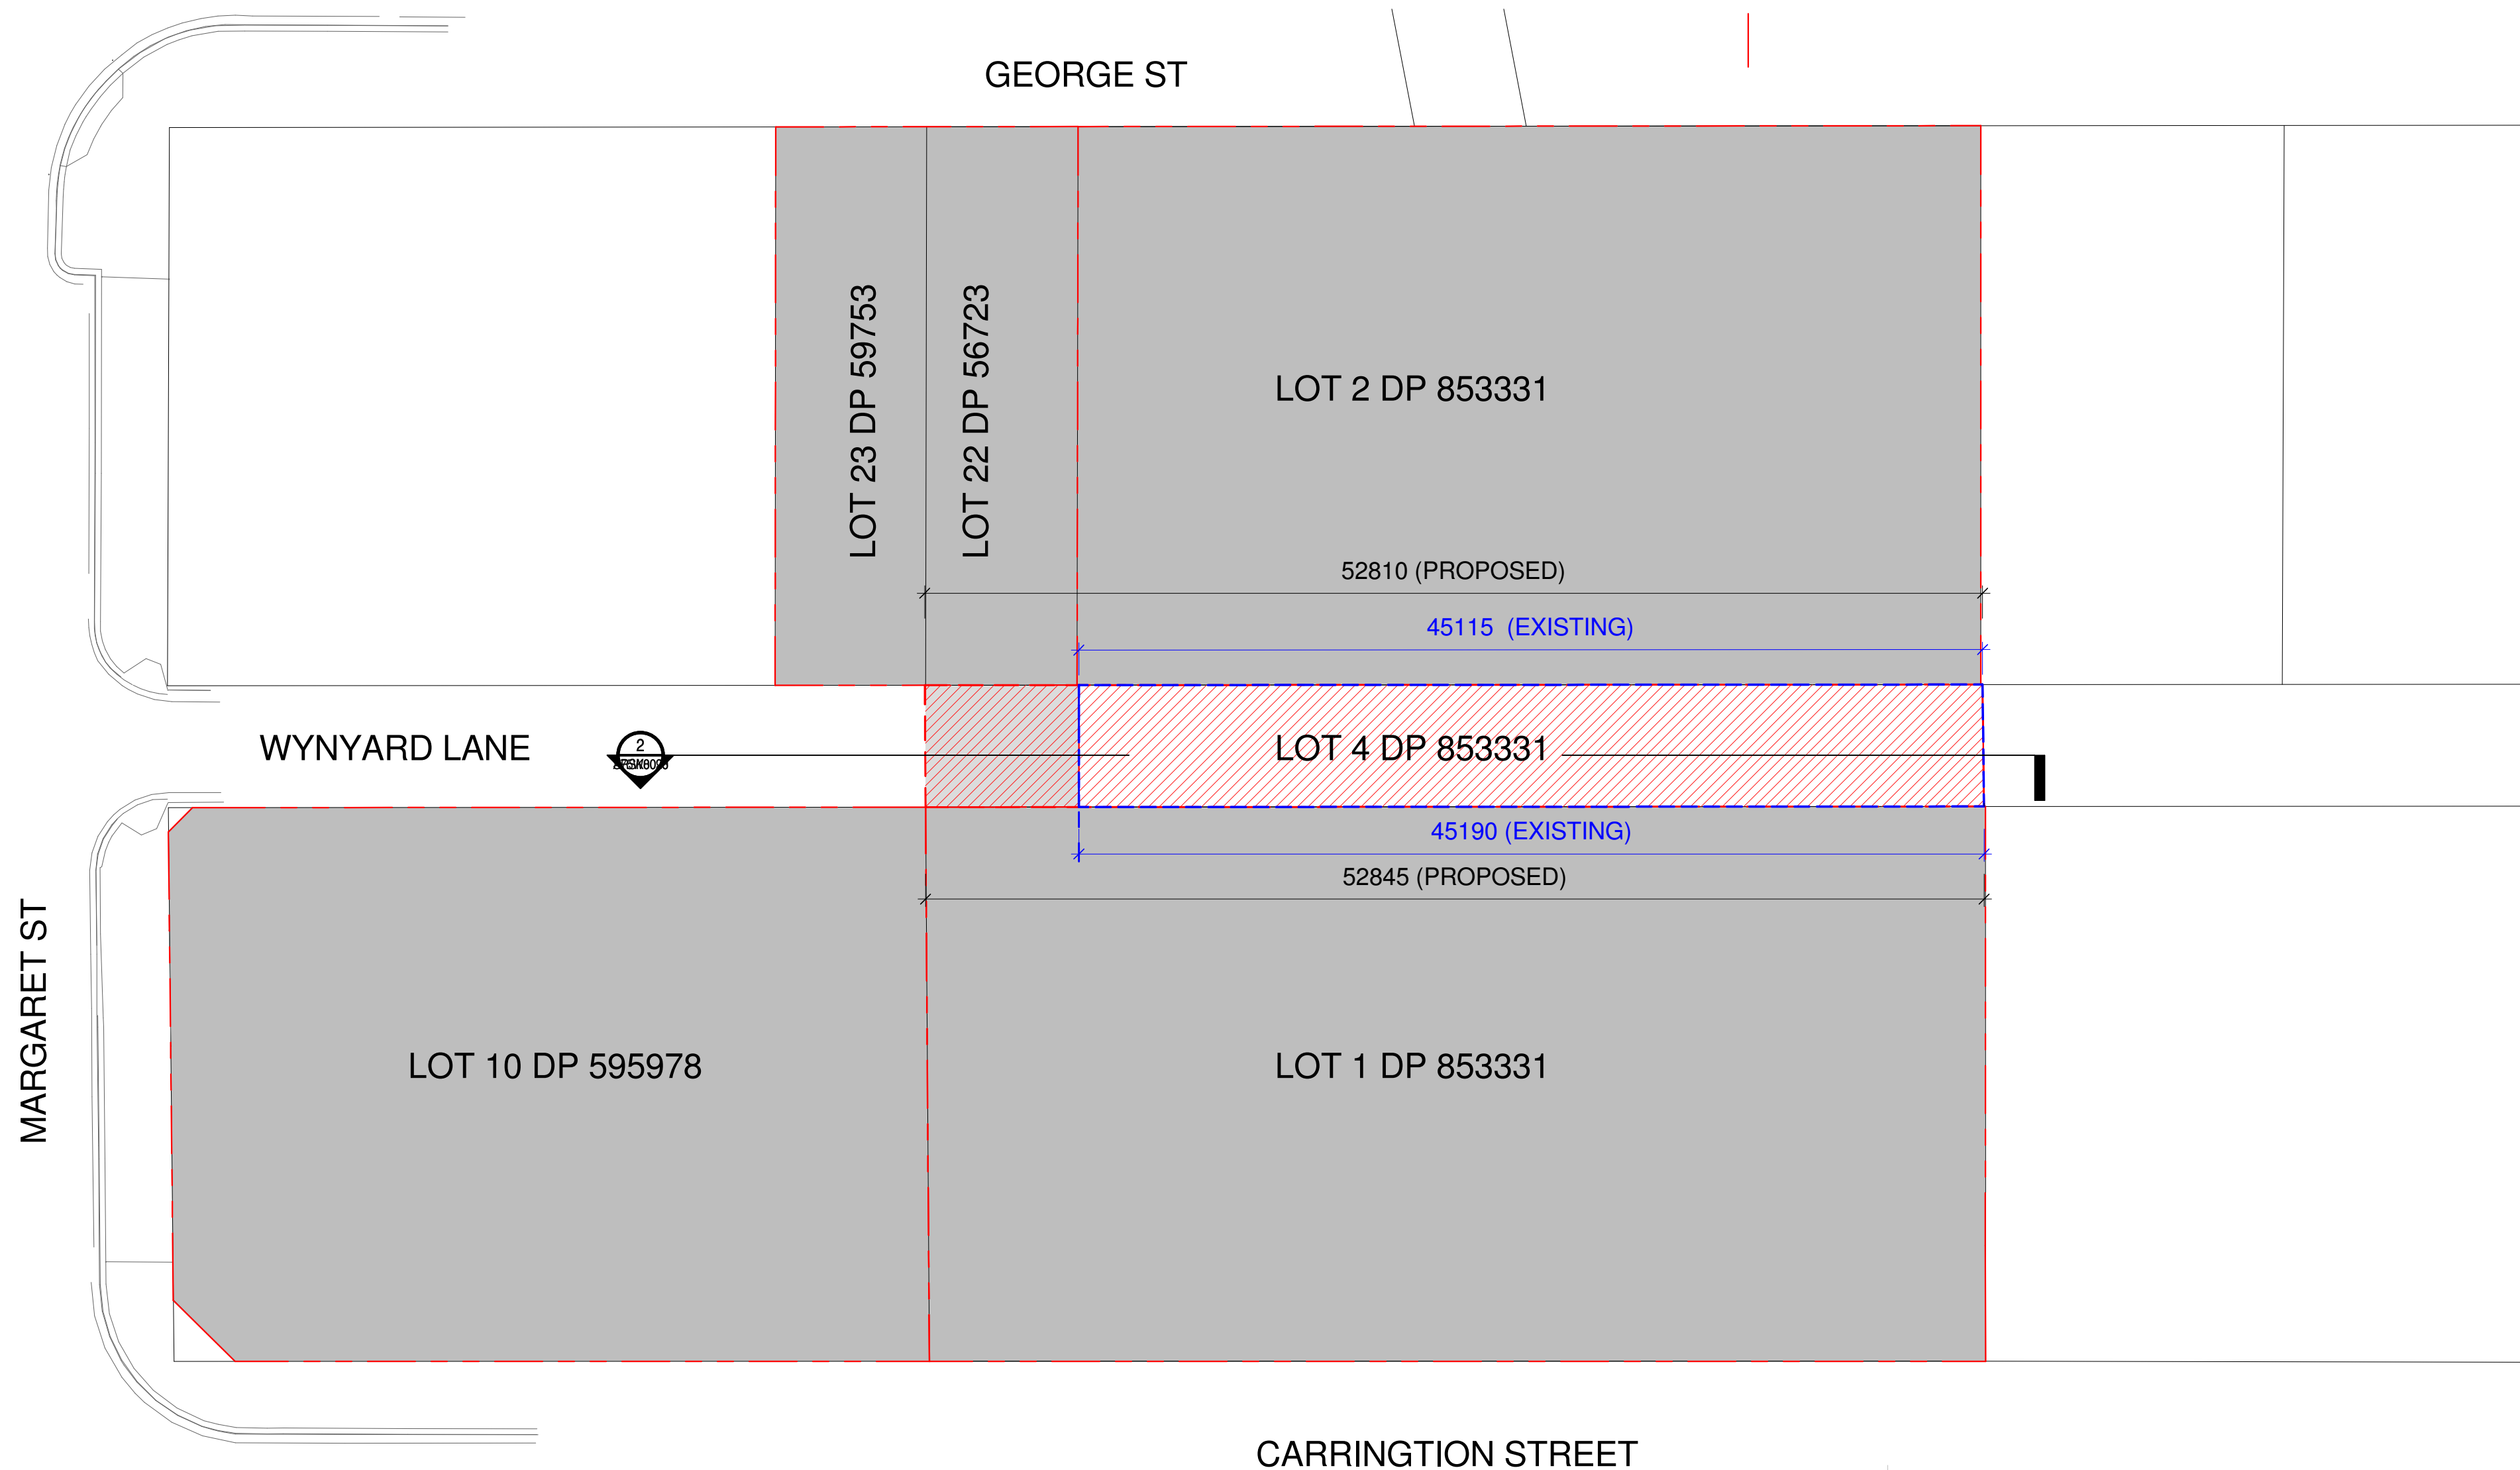 GEORGE ST
LOT 23 DP 59753
LOT 22 DP 56723
LOT 2 DP 853331
52810 (PROPOSED)
45115 (EXISTING)
WYNYARD LANE
2
LOT 4 DP 853331
45190 (EXISTING)
52845 (PROPOSED)
MARGARET ST
LOT 10 DP 595978
LOT 1 DP 853331
CARRINGTION STREET